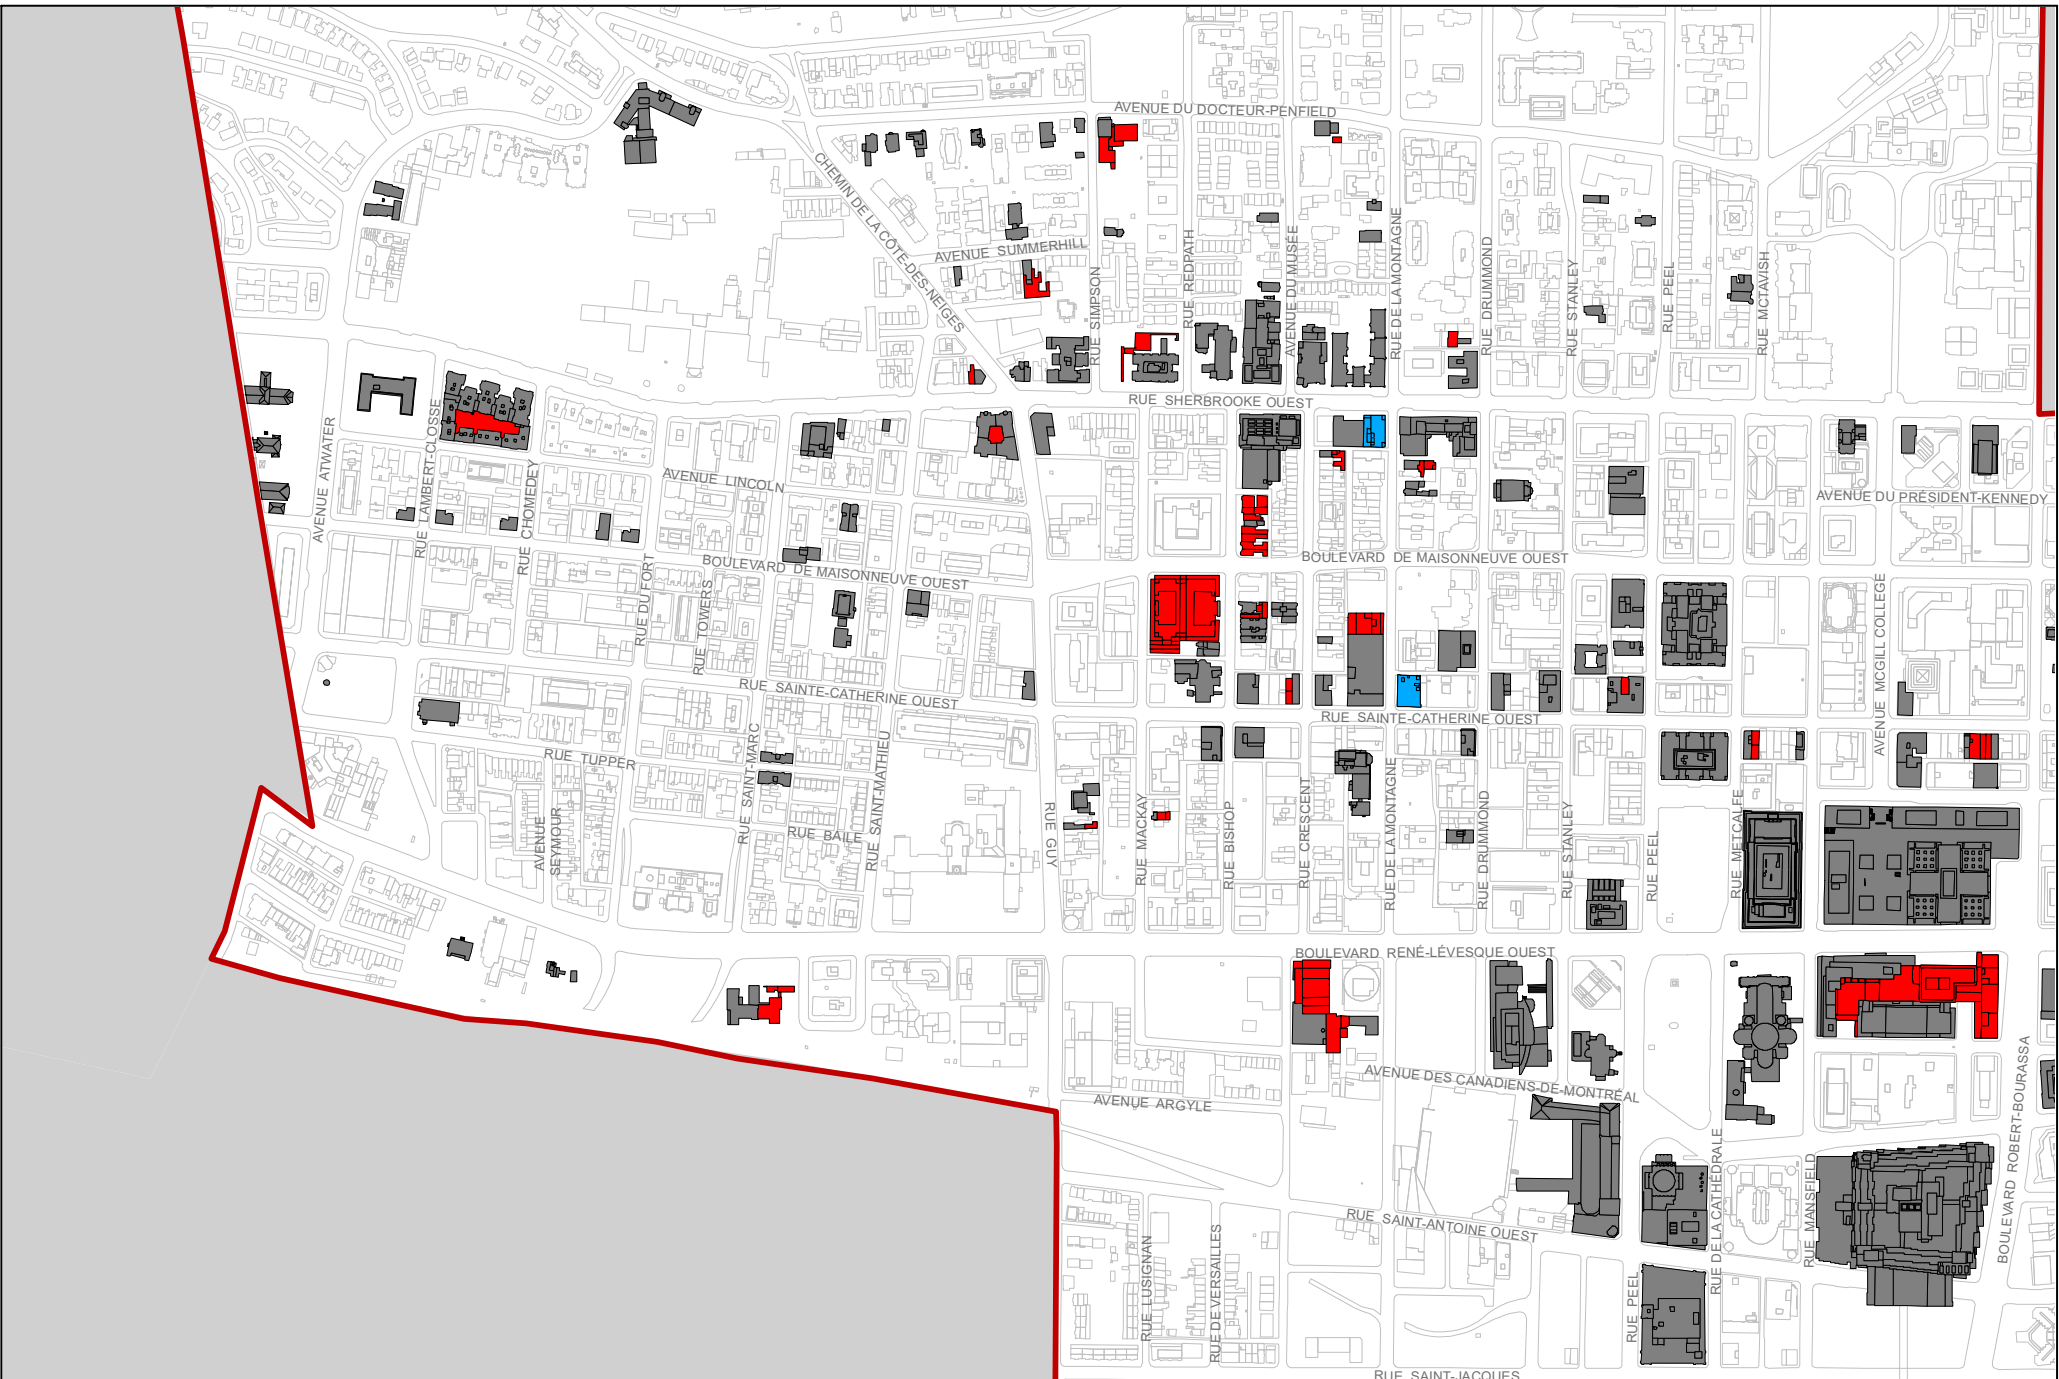 AVENUE DU DOCTEUR-PENFIELD
CHEMIN DE LA CÔTE-DES-NEIGES
AVENUE SUMMERHILL
RUE SIMPSON
RUE REDPATH
AVENUE DU MUSÉE
RUE DE LA MONTAGNE
RUE DRUMMOND
RUE STANLEY
RUE PEEL
RUE MCTAVISH
RUE SHERBROOKE OUEST
AVENUE ATWATER
RUE LAMBERT-CLOSSE
RUE CHOMEDEY
AVENUE LINCOLN
AVENUE DU PRÉSIDENT-KENNEDY
RUE DU FORT
RUE TOWERS
BOULEVARD DE MAISONNEUVE OUEST
BOULEVARD DE MAISONNEUVE OUEST
AVENUE MCGILL COLLEGE
RUE SAINTE-CATHERINE OUEST
RUE SAINTE-CATHERINE OUEST
RUE TUPPER
RUE SAINT-MARC
RUE SAINT-MATHIEU
AVENUE
SEYMOUR
RUE BAILE
RUE GUY
RUE MACKAY
RUE BISHOP
RUE CRESCENT
RUE DE LA MONTAGNE
RUE DRUMMOND
RUE STANLEY
RUE PEEL
RUE METCALFE
BOULEVARD RENÉ-LÉVESQUE OUEST
AVENUE DES CANADIENS-DE-MONTRÉAL
AVENUE ARGYLE
RUE LUSIGNAN
RUE DE VERSAILLES
RUE SAINT-ANTOINE OUEST
RUE PEEL
RUE DE LA CATHÉDRALE
RUE MANSFIELD
BOULEVARD ROBERT-BOURASSA
RUE SAINT-JACQUES